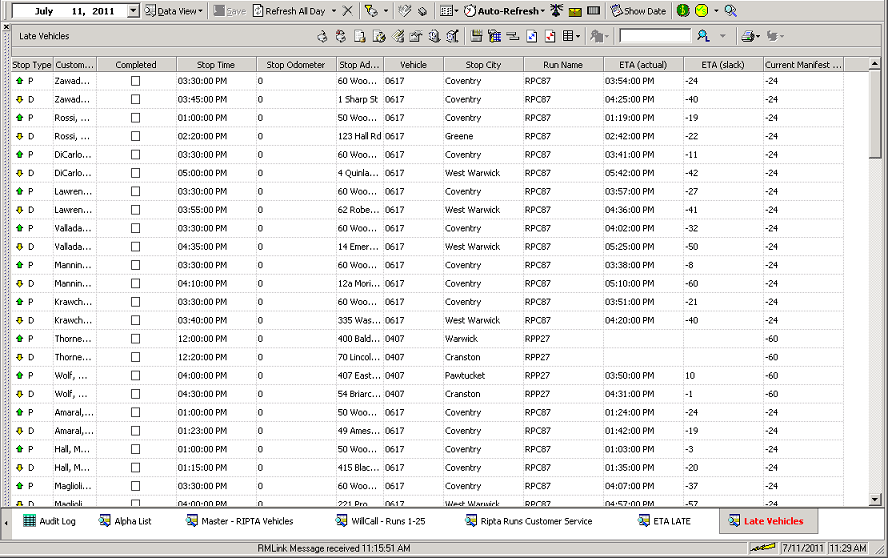 July 11, 2011 Data View Save Refresh All Day Auto-Refresh Show Date
Late Vehicles
Stop Type Custom... Completed Stop Time Stop Odometer Stop Ad... Vehicle Stop City Run Name ETA (actual) ETA (slack) Current Manifest ...
P Zawad... 03:30:00 PM 0 60 Woo... 0617 Coventry RPC87 03:54:00 PM -24 -24
D Zawad... 03:45:00 PM 0 1 Sharp St 0617 Coventry RPC87 04:25:00 PM -40 -24
P Rossi, ... 01:00:00 PM 0 50 Woo... 0617 Coventry RPC87 01:19:00 PM -19 -24
D Rossi, ... 02:20:00 PM 0 123 Hall Rd 0617 Greene RPC87 02:42:00 PM -22 -24
P DiCarlo... 03:30:00 PM 0 60 Woo... 0617 Coventry RPC87 03:41:00 PM -11 -24
D DiCarlo... 05:00:00 PM 0 4 Quinla... 0617 West Warwick RPC87 05:42:00 PM -42 -24
P Lawren... 03:30:00 PM 0 60 Woo... 0617 Coventry RPC87 03:57:00 PM -27 -24
D Lawren... 03:55:00 PM 0 62 Robe... 0617 West Warwick RPC87 04:36:00 PM -41 -24
P Vallada... 03:30:00 PM 0 60 Woo... 0617 Coventry RPC87 04:02:00 PM -32 -24
D Vallada... 04:35:00 PM 0 14 Emer... 0617 West Warwick RPC87 05:25:00 PM -50 -24
P Mannin... 03:30:00 PM 0 60 Woo... 0617 Coventry RPC87 03:38:00 PM -8 -24
D Mannin... 04:10:00 PM 0 12a Mori... 0617 Coventry RPC87 05:10:00 PM -60 -24
P Krawch... 03:30:00 PM 0 60 Woo... 0617 Coventry RPC87 03:51:00 PM -21 -24
D Krawch... 03:40:00 PM 0 335 Was... 0617 West Warwick RPC87 04:20:00 PM -40 -24
P Thorne... 12:00:00 PM 0 400 Bald... 0407 Warwick RPP27 -60
D Thorne... 12:20:00 PM 0 70 Lincol... 0407 Cranston RPP27 -60
P Wolf, ... 04:00:00 PM 0 407 East... 0407 Pawtucket RPP27 03:50:00 PM 10 -60
D Wolf, ... 04:30:00 PM 0 54 Briarc... 0407 Cranston RPP27 04:31:00 PM -1 -60
P Amaral,... 01:00:00 PM 0 50 Woo... 0617 Coventry RPC87 01:24:00 PM -24 -24
D Amaral,... 01:23:00 PM 0 49 Ames... 0617 Coventry RPC87 01:42:00 PM -19 -24
P Hall, M... 01:00:00 PM 0 50 Woo... 0617 Coventry RPC87 01:03:00 PM -3 -24
D Hall, M... 01:15:00 PM 0 415 Blac... 0617 Coventry RPC87 01:35:00 PM -20 -24
P Maglioli... 03:30:00 PM 0 60 Woo... 0617 Coventry RPC87 04:07:00 PM -37 -24
D Maglioli... 04:00:00 PM 0 221 Pro... 0617 West Warwick RPC87 04:57:00 PM -57 -24
Audit Log Alpha List Master - RIPTA Vehicles WillCall - Runs 1-25 Ripta Runs Customer Service ETA LATE Late Vehicles
RMLink Message received 11:15:51 AM 7/11/2011 11:29 AM